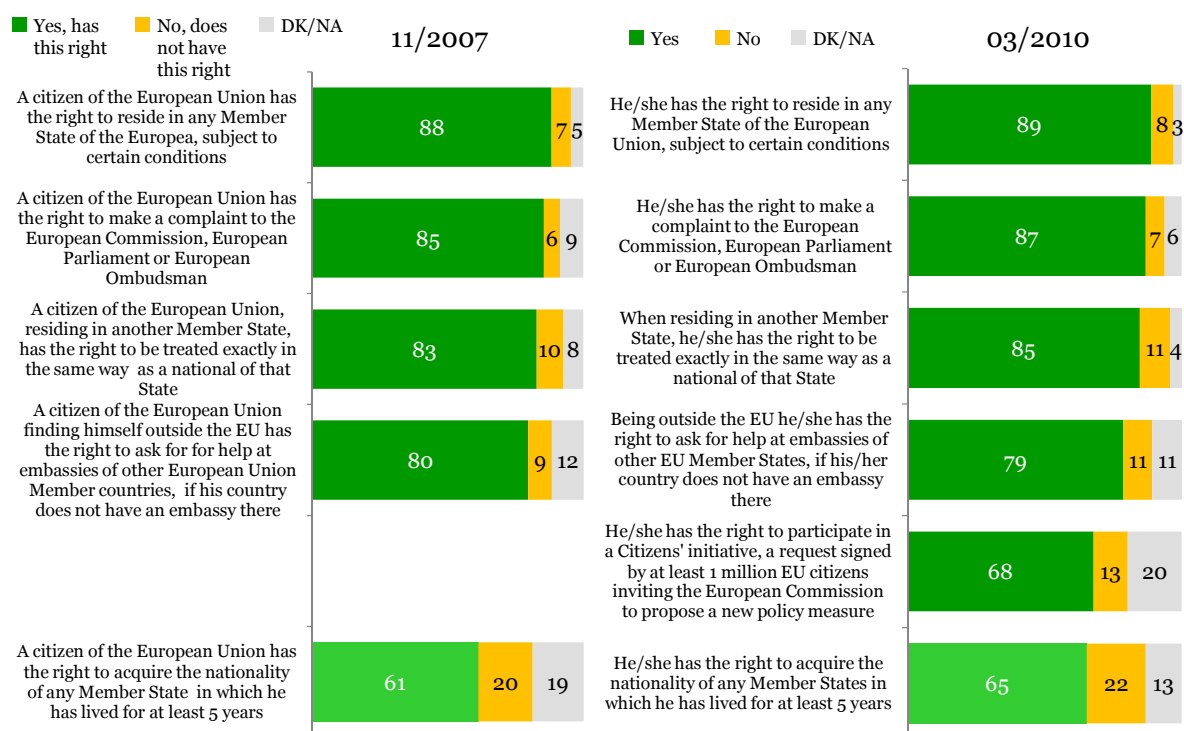 Yes, has
this right
No, does
not have
this right
DK/NA
11/2007
A citizen of the European Union has
the right to reside in any Member
State of the Europea, subject to
certain conditions
88
7
5
A citizen of the European Union has
the right to make a complaint to the
European Commission, European
Parliament or European
Ombudsman
85
6
9
A citizen of the European Union,
residing in another Member State,
has the right to be treated exactly in
the same way as a national of that
State
83
10
8
A citizen of the European Union
finding himself outside the EU has
the right to ask for for help at
embassies of other European Union
Member countries, if his country
does not have an embassy there
80
9
12
A citizen of the European Union has
the right to acquire the nationality
of any Member State in which he
has lived for at least 5 years
61
20
19
Yes
No
DK/NA
03/2010
He/she has the right to reside in any
Member State of the European
Union, subject to certain conditions
89
8
3
He/she has the right to make a
complaint to the European
Commission, European Parliament
or European Ombudsman
87
7
6
When residing in another Member
State, he/she has the right to be
treated exactly in the same way as a
national of that State
85
11
4
Being outside the EU he/she has the
right to ask for help at embassies of
other EU Member States, if his/her
country does not have an embassy
there
79
11
11
He/she has the right to participate in
a Citizens' initiative, a request signed
by at least 1 million EU citizens
inviting the European Commission
to propose a new policy measure
68
13
20
He/she has the right to acquire the
nationality of any Member States in
which he has lived for at least 5 years
65
22
13